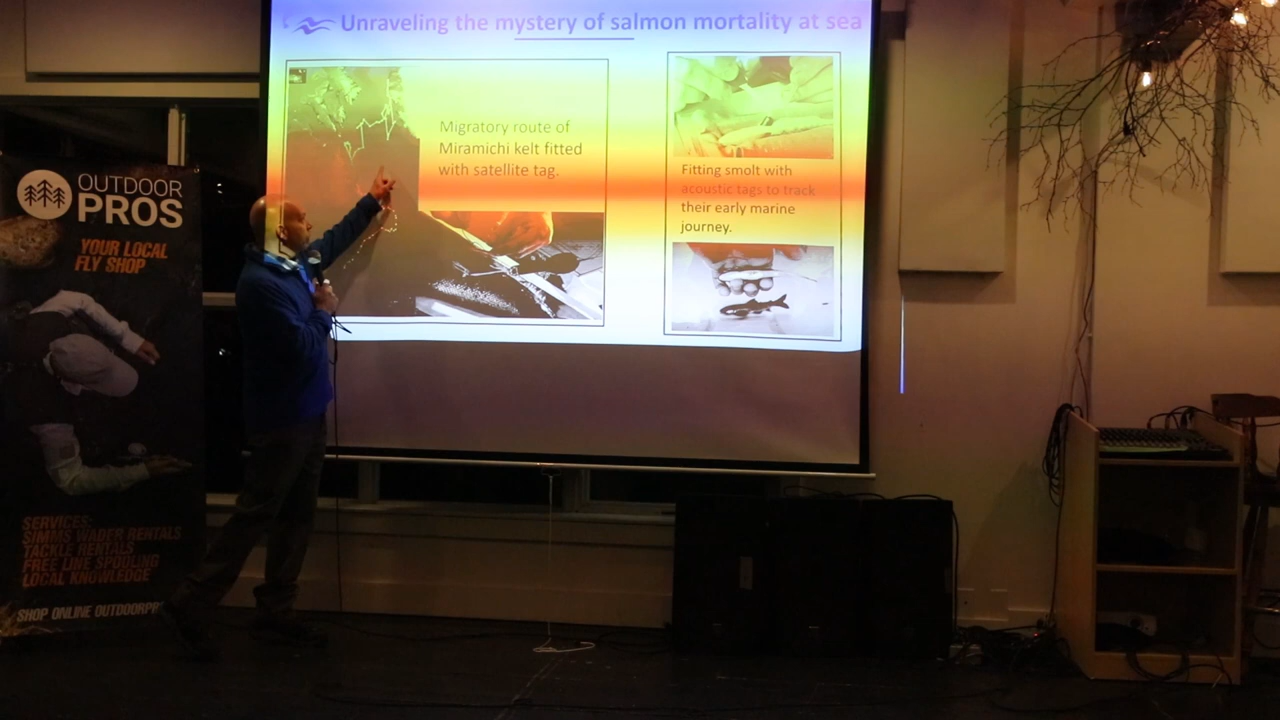 Unraveling the mystery of salmon mortality at sea
Migratory route of
Miramichi kelt fitted
with satellite tag.
Fitting smolt with
acoustic tags to track
their early marine
journey.
OUTDOOR
PROS
YOUR LOCAL
FLY SHOP
SERVICES:
SIMMS WADER RENTALS
TACKLE RENTALS
FREE LINE SPOOLING
LOCAL KNOWLEDGE
SHOP ONLINE OUTDOORPR